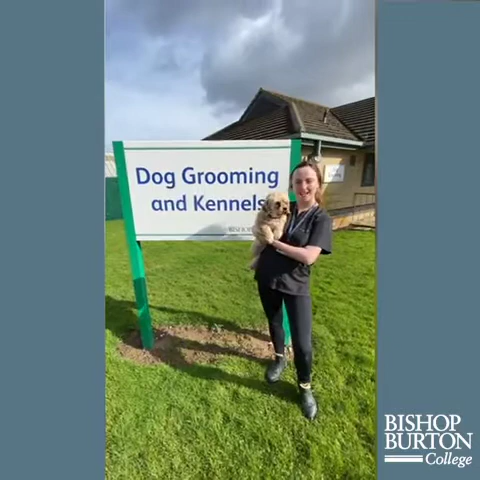 Dog Grooming
and Kennels
BISHOP
BURTON
College